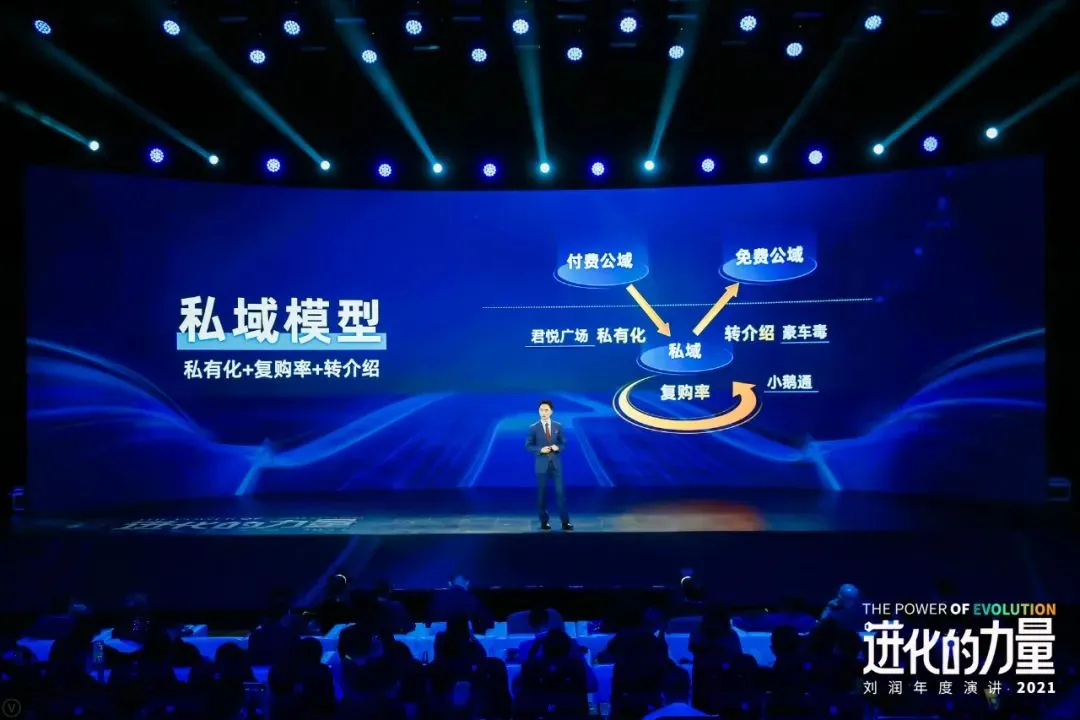 付费公域
免费公域
私域模型
私有化+复购率+转介绍
君悦广场 私有化
私域
转介绍 豪车毒
复购率
小鹅通
进化的力量
THE POWER OF EVOLUTION
进化的力量
刘润年度演讲·2021
V